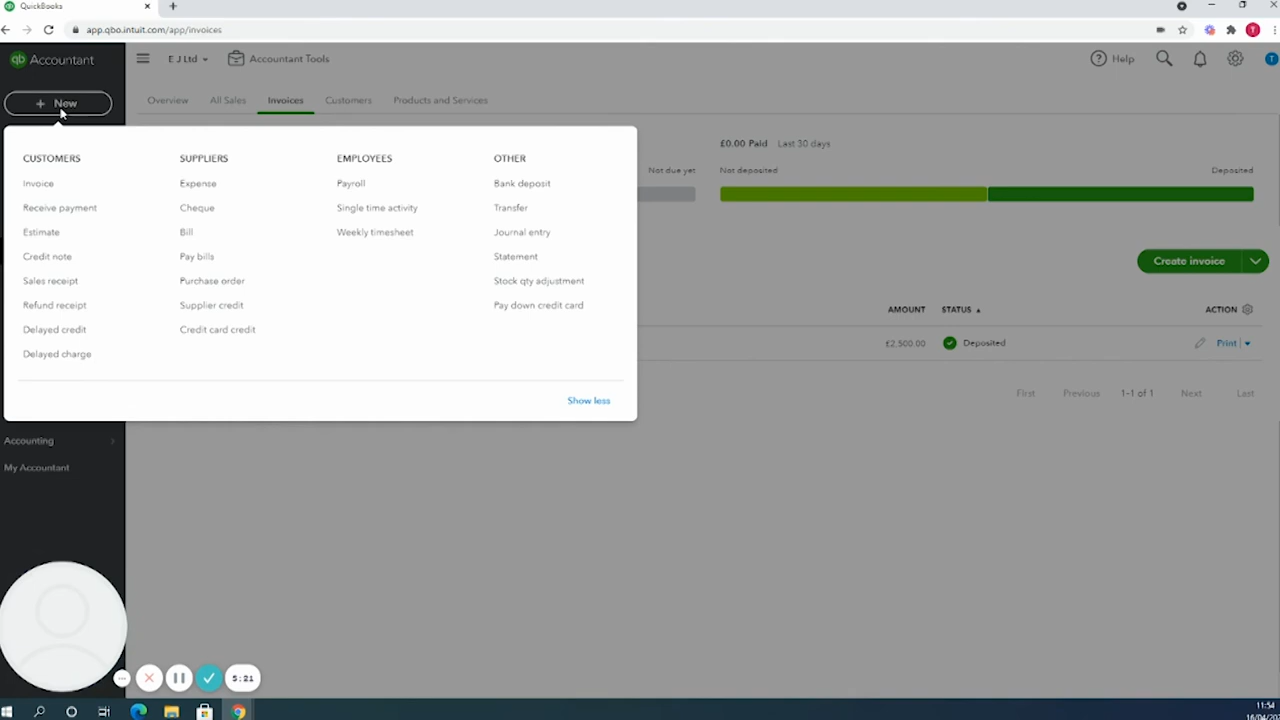 QuickBooks
app.qbo.intuit.com/app/invoices
T
qb Accountant
E J Ltd
Accountant Tools
Help
T
+ New
Overview
All Sales
Invoices
Customers
Products and Services
CUSTOMERS
Invoice
Receive payment
Estimate
Credit note
Sales receipt
Refund receipt
Delayed credit
Delayed charge
SUPPLIERS
Expense
Cheque
Bill
Pay bills
Purchase order
Supplier credit
Credit card credit
EMPLOYEES
Payroll
Single time activity
Weekly timesheet
OTHER
Bank deposit
Transfer
Journal entry
Statement
Stock qty adjustment
Pay down credit card
Show less
£0.00 Paid Last 30 days
Not due yet
Not deposited
Deposited
Create invoice
AMOUNT STATUS ACTION
£2,500.00 Deposited Print
First Previous 1-1 of 1 Next Last
Accounting
My Accountant
5:21
11:54